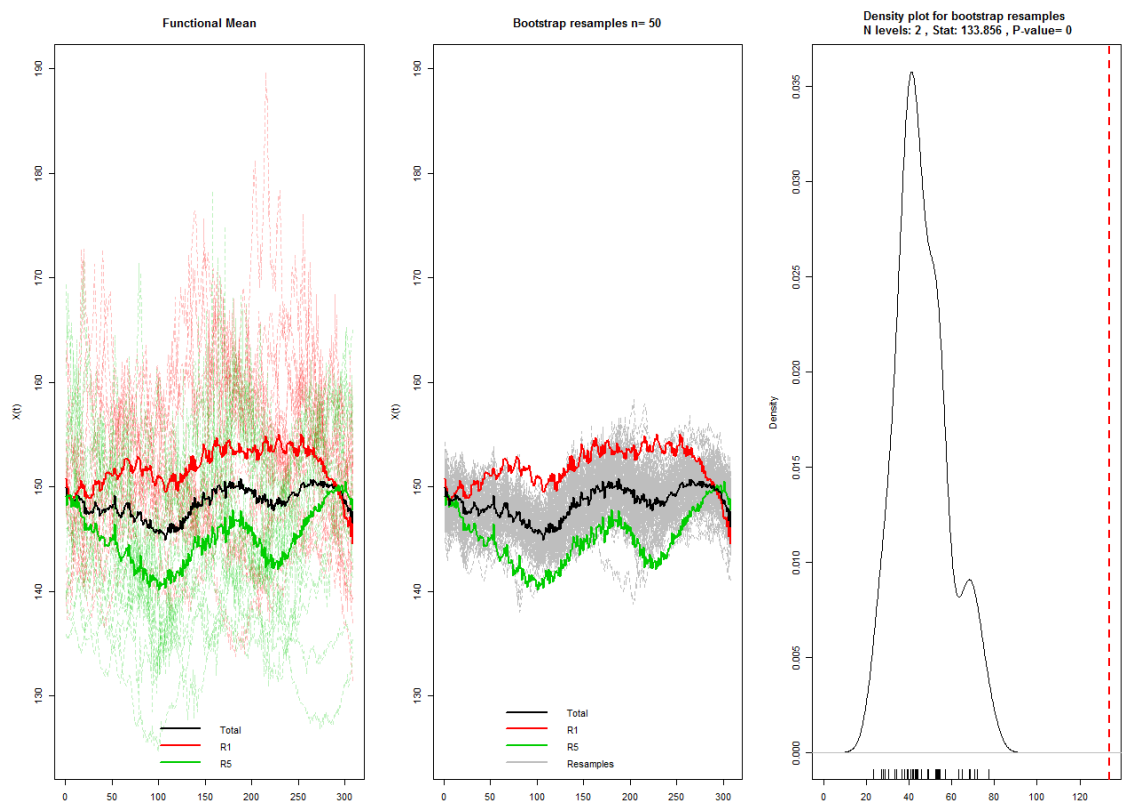 Functional Mean
X(t)
190
180
170
160
150
140
130
0 50 100 150 200 250 300
Total
R1
R5
Bootstrap resamples n= 50
X(t)
190
180
170
160
150
140
130
0 50 100 150 200 250 300
Total
R1
R5
Resamples
Density plot for bootstrap resamples
N levels: 2 , Stat: 133.856 , P-value= 0
Density
0.035
0.030
0.025
0.020
0.015
0.010
0.005
0.000
0 20 40 60 80 100 120